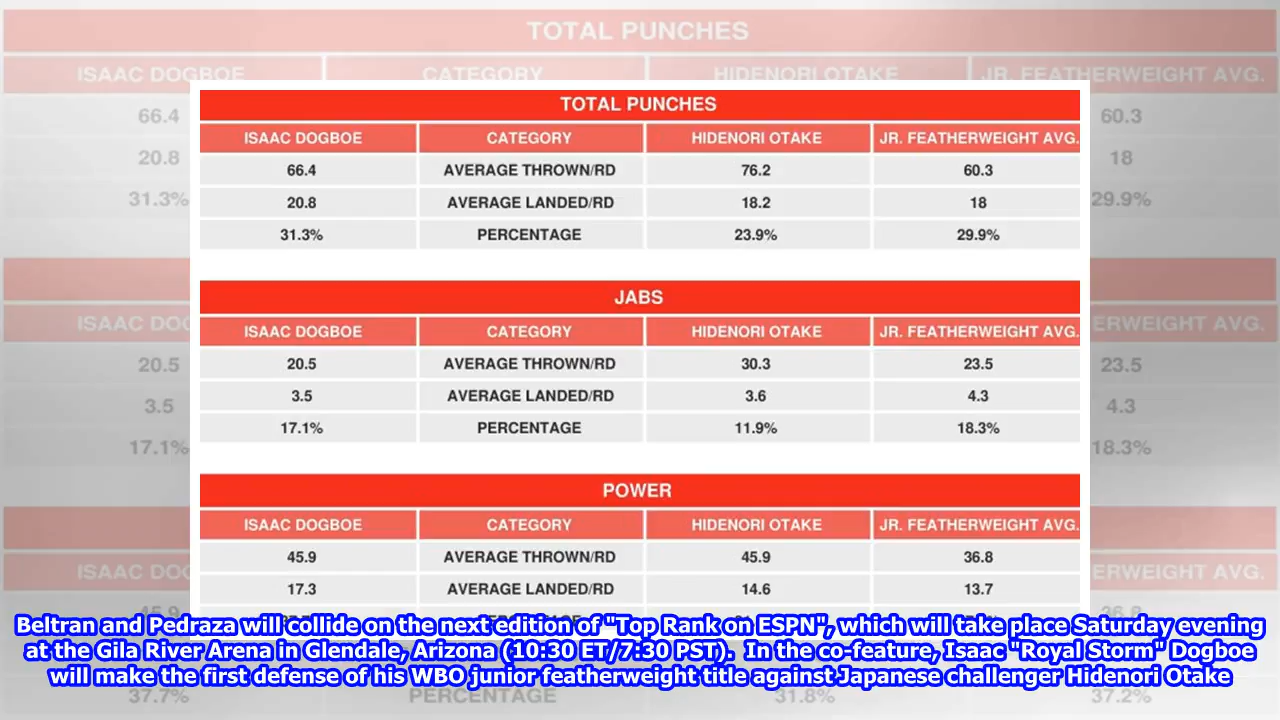 TOTAL PUNCHES
ISAAC DOGBOE CATEGORY HIDENORI OTAKE JR. FEATHERWEIGHT AVG.
66.4 AVERAGE THROWN/RD 76.2 60.3
20.8 AVERAGE LANDED/RD 18.2 18
31.3% PERCENTAGE 23.9% 29.9%
JABS
ISAAC DOGBOE CATEGORY HIDENORI OTAKE JR. FEATHERWEIGHT AVG.
20.5 AVERAGE THROWN/RD 30.3 23.5
3.5 AVERAGE LANDED/RD 3.6 4.3
17.1% PERCENTAGE 11.9% 18.3%
POWER
ISAAC DOGBOE CATEGORY HIDENORI OTAKE JR. FEATHERWEIGHT AVG.
45.9 AVERAGE THROWN/RD 45.9 36.8
17.3 AVERAGE LANDED/RD 14.6 13.7
Beltran and Pedraza will collide on the next edition of "Top Rank on ESPN", which will take place Saturday evening
at the Gila River Arena in Glendale, Arizona (10:30 ET/7:30 PST). In the co-feature, Isaac "Royal Storm" Dogboe
will make the first defense of his WBO junior featherweight title against Japanese challenger Hidenori Otake
37.7% PERCENTAGE 31.8% 37.2%